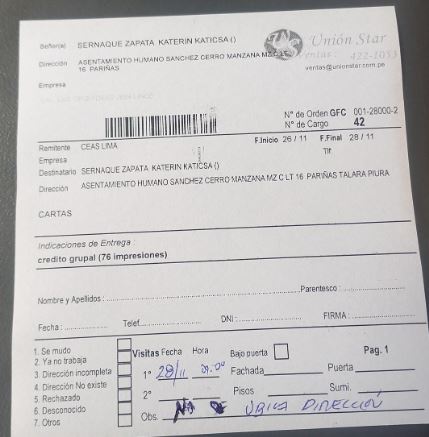 Señor(a) SERNAQUE ZAPATA KATERIN KATICSA ()
Dirección ASENTAMIENTO HUMANO SANCHEZ CERRO MANZANA MZ C LT
16 PARIÑAS
Empresa
Unión Star
Ventas: 422-1053
ventas@unionstar.com.pe
N° de Orden GFC 001-28000-2
N° de Cargo 42
Remitente CEAS LIMA F.Inicio 26 / 11 F.Final 28 / 11
Empresa Tlf
Destinatario SERNAQUE ZAPATA KATERIN KATICSA ()
Dirección ASENTAMIENTO HUMANO SANCHEZ CERRO MANZANA MZ C LT 16 PARIÑAS TALARA PIURA
CARTAS
Indicaciones de Entrega
credito grupal (76 impresiones)
Nombre y Apellidos : Parentesco :
Fecha : Telef. DNI : FIRMA :
1. Se mudo
2. Ya no trabaja
3. Dirección incompleta
4. Dirección No existe
5. Rechazado
6. Desconocido
7. Otros
Visitas Fecha Hora Bajo puerta Pag. 1
1° 28/11 Fachada Puerta
2° Pisos Sumi.
Obs. NO SE UBICA DIRECCIÓN